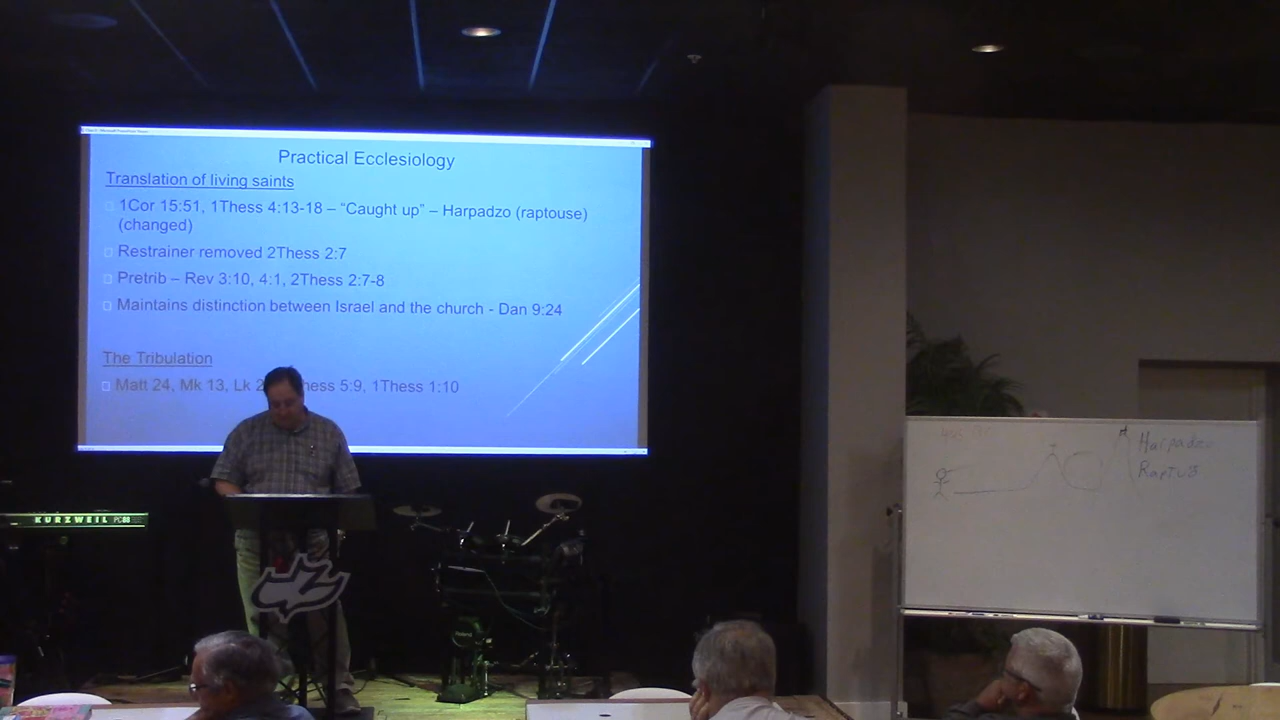 Practical Ecclesiology
Translation of living saints
1Cor 15:51, 1Thess 4:13-18 – “Caught up” – Harpadzo (raptouse)
(changed)
Restrainer removed 2Thess 2:7
Pretrib – Rev 3:10, 4:1, 2Thess 2:7-8
Maintains distinction between Israel and the church - Dan 9:24
The Tribulation
Matt 24, Mk 13, Lk 2 hess 5:9, 1Thess 1:10
Harpadzo
Raptus
KURZWEIL PC88
Roland